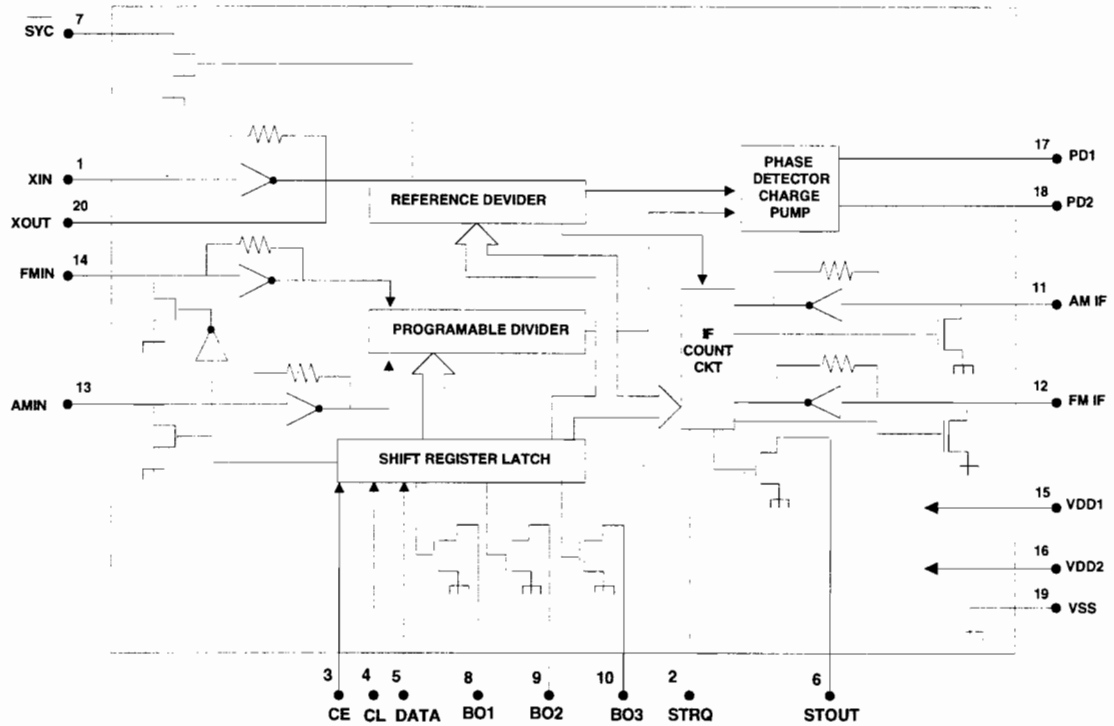 7
SYC
17
PD1
1
XIN
PHASE
DETECTOR
CHARGE
PUMP
REFERENCE DEVIDER
18
PD2
20
XOUT
14
FMIN
11
AM IF
PROGRAMABLE DIVIDER
IF
COUNT
CKT
13
AMIN
12
FM IF
SHIFT REGISTER LATCH
15
VDD1
16
VDD2
19
VSS
3 4 5 8 9 10 2 6
CE CL DATA BO1 BO2 BO3 STRQ STOUT